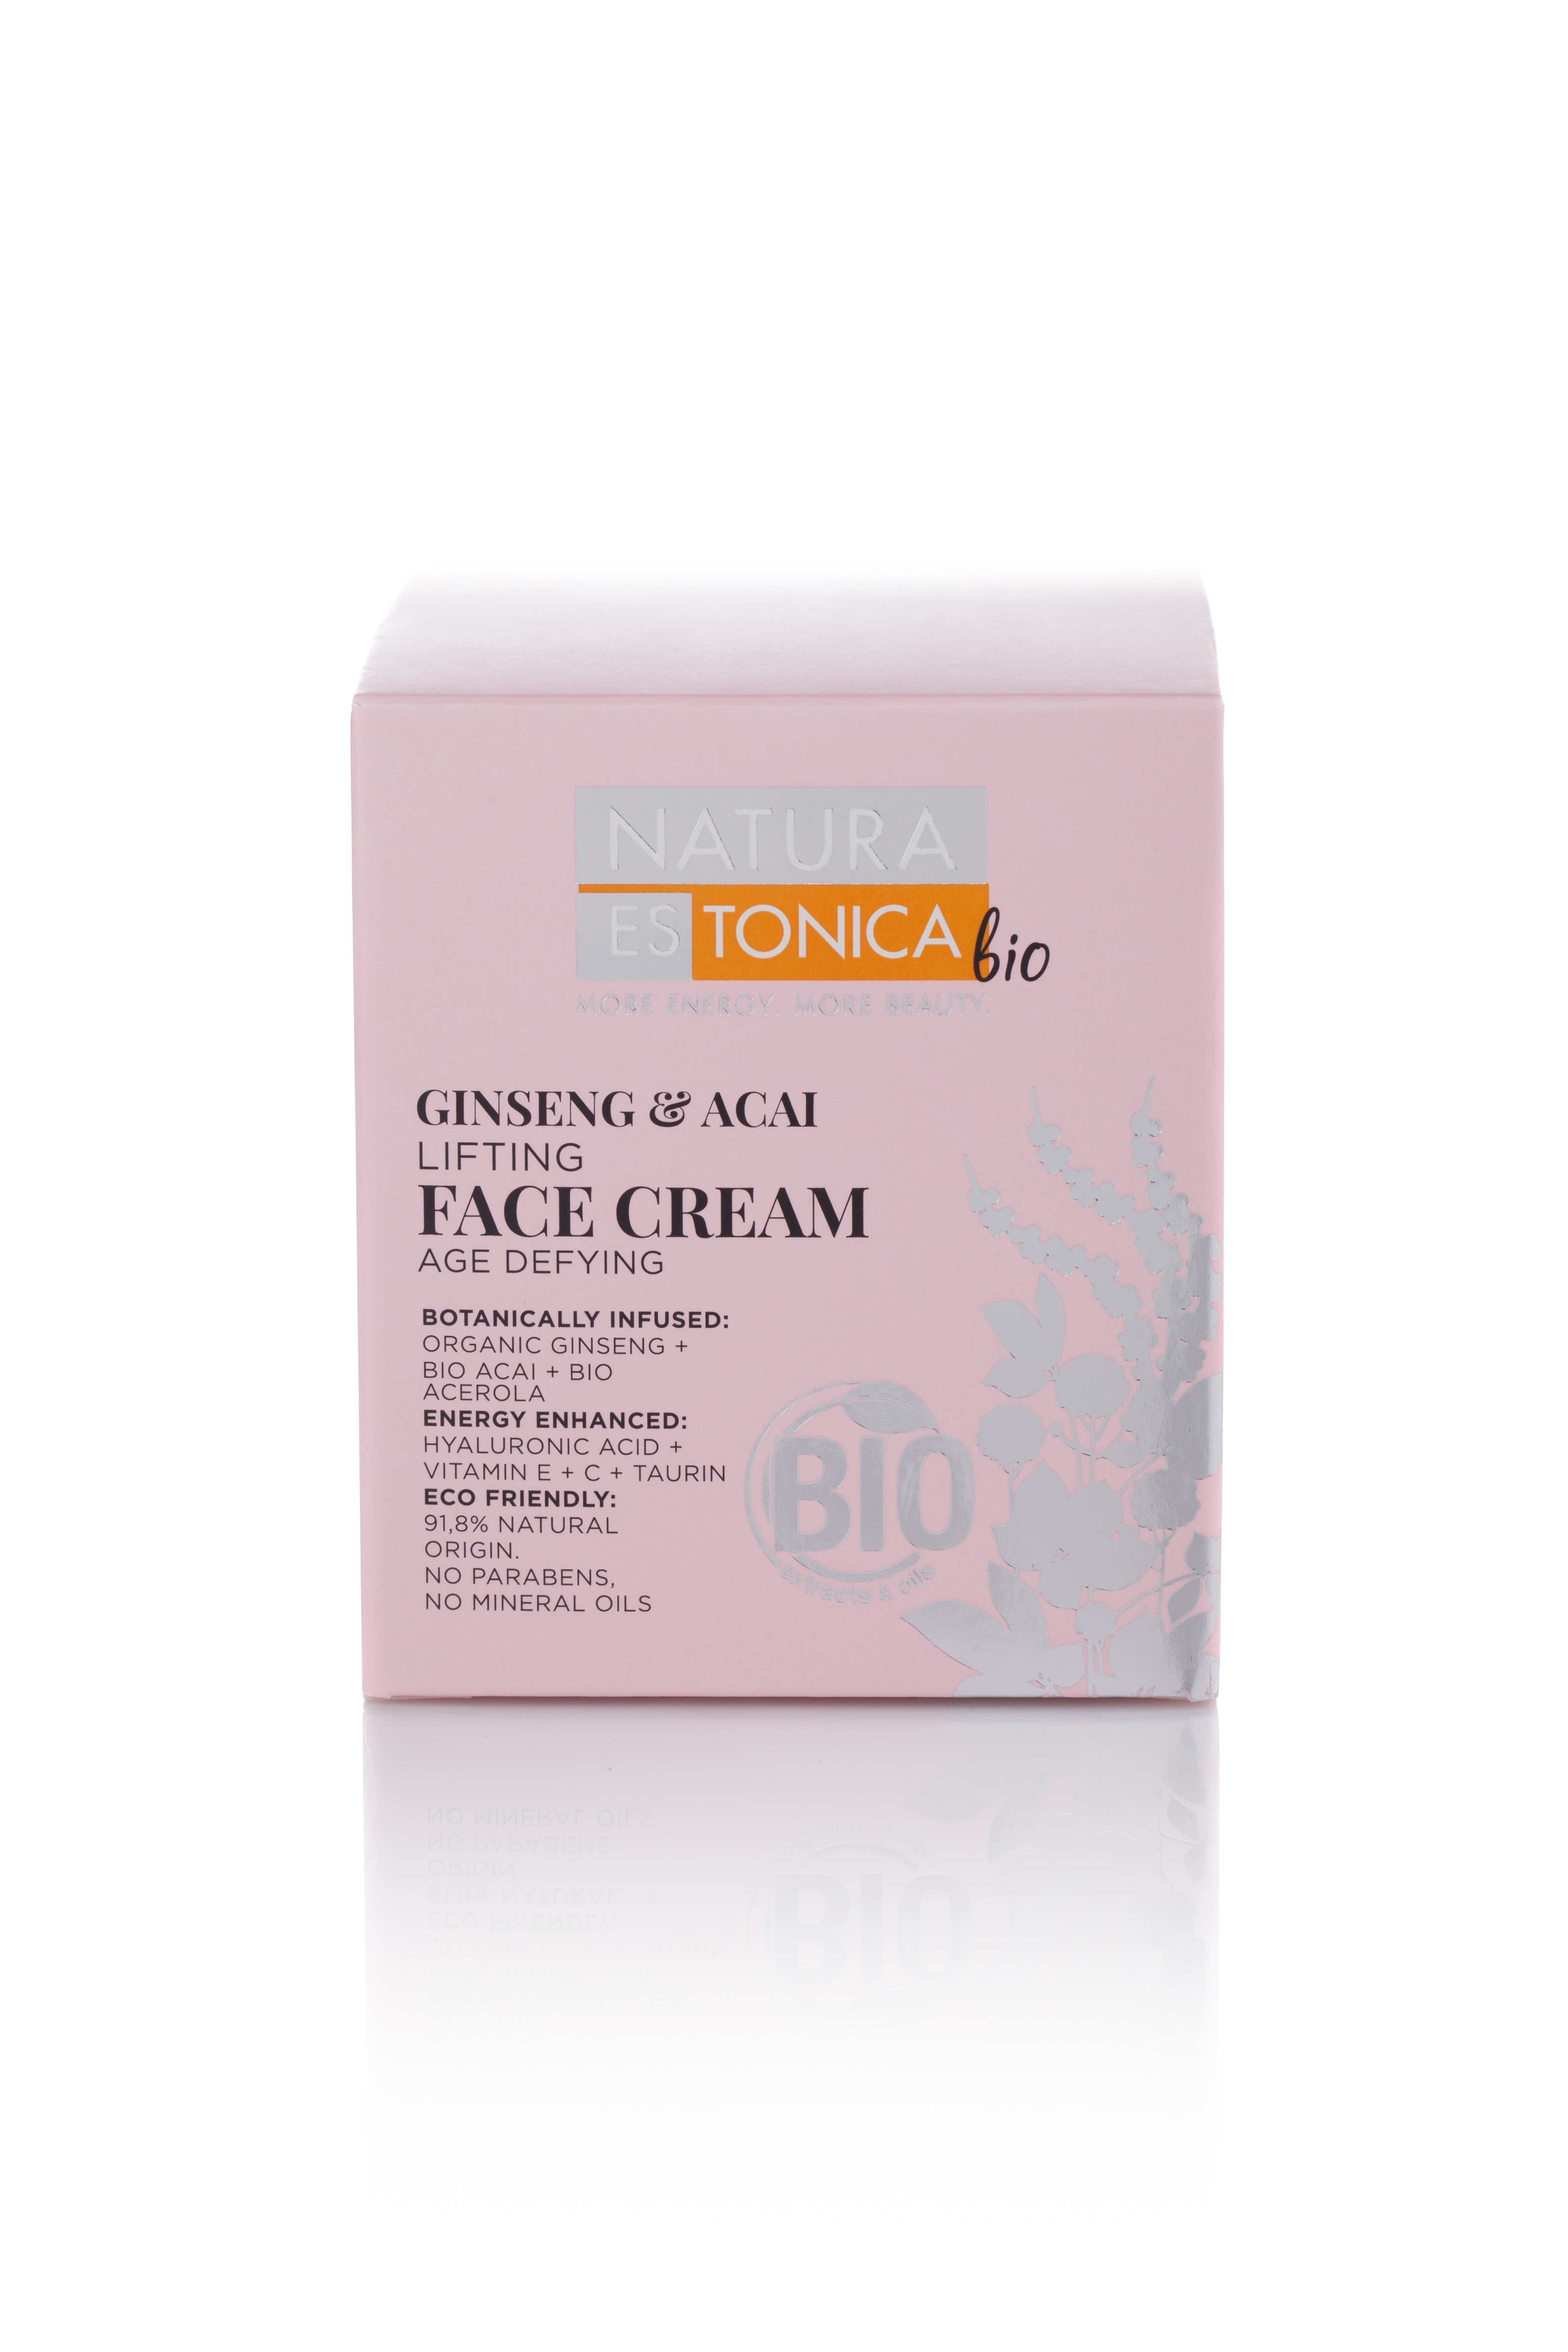 NATURA
ES TONICA bio
MORE ENERGY. MORE BEAUTY.
GINSENG & ACAI
LIFTING
FACE CREAM
AGE DEFYING
BOTANICALLY INFUSED:
ORGANIC GINSENG +
BIO ACAI + BIO
ACEROLA
ENERGY ENHANCED:
HYALURONIC ACID +
VITAMIN E + C + TAURIN
ECO FRIENDLY:
91,8% NATURAL
ORIGIN.
NO PARABENS,
NO MINERAL OILS
BIO
extracts & oils